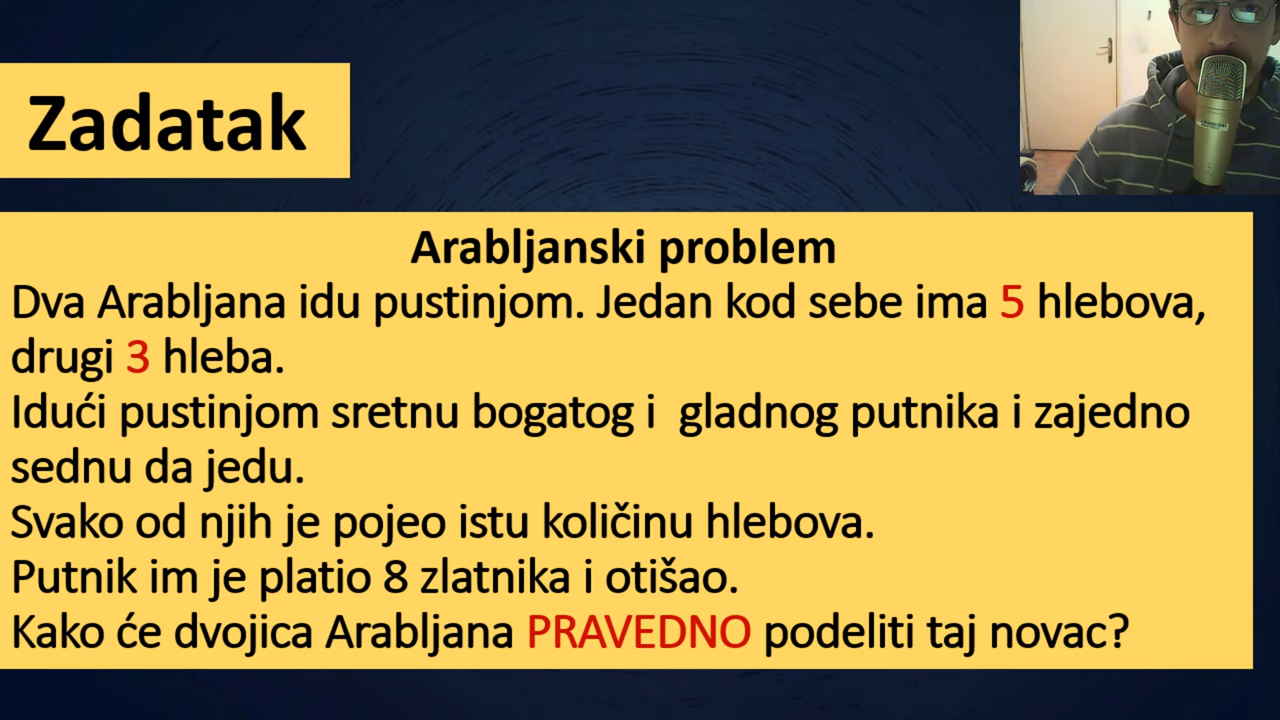 Zadatak
Arabljanski problem
Dva Arabljana idu pustinjom. Jedan kod sebe ima 5 hlebova,
drugi 3 hleba.
Idući pustinjom sretnu bogatog i  gladnog putnika i zajedno
sednu da jedu.
Svako od njih je pojeo istu količinu hlebova.
Putnik im je platio 8 zlatnika i otišao.
Kako će dvojica Arabljana PRAVEDNO podeliti taj novac?